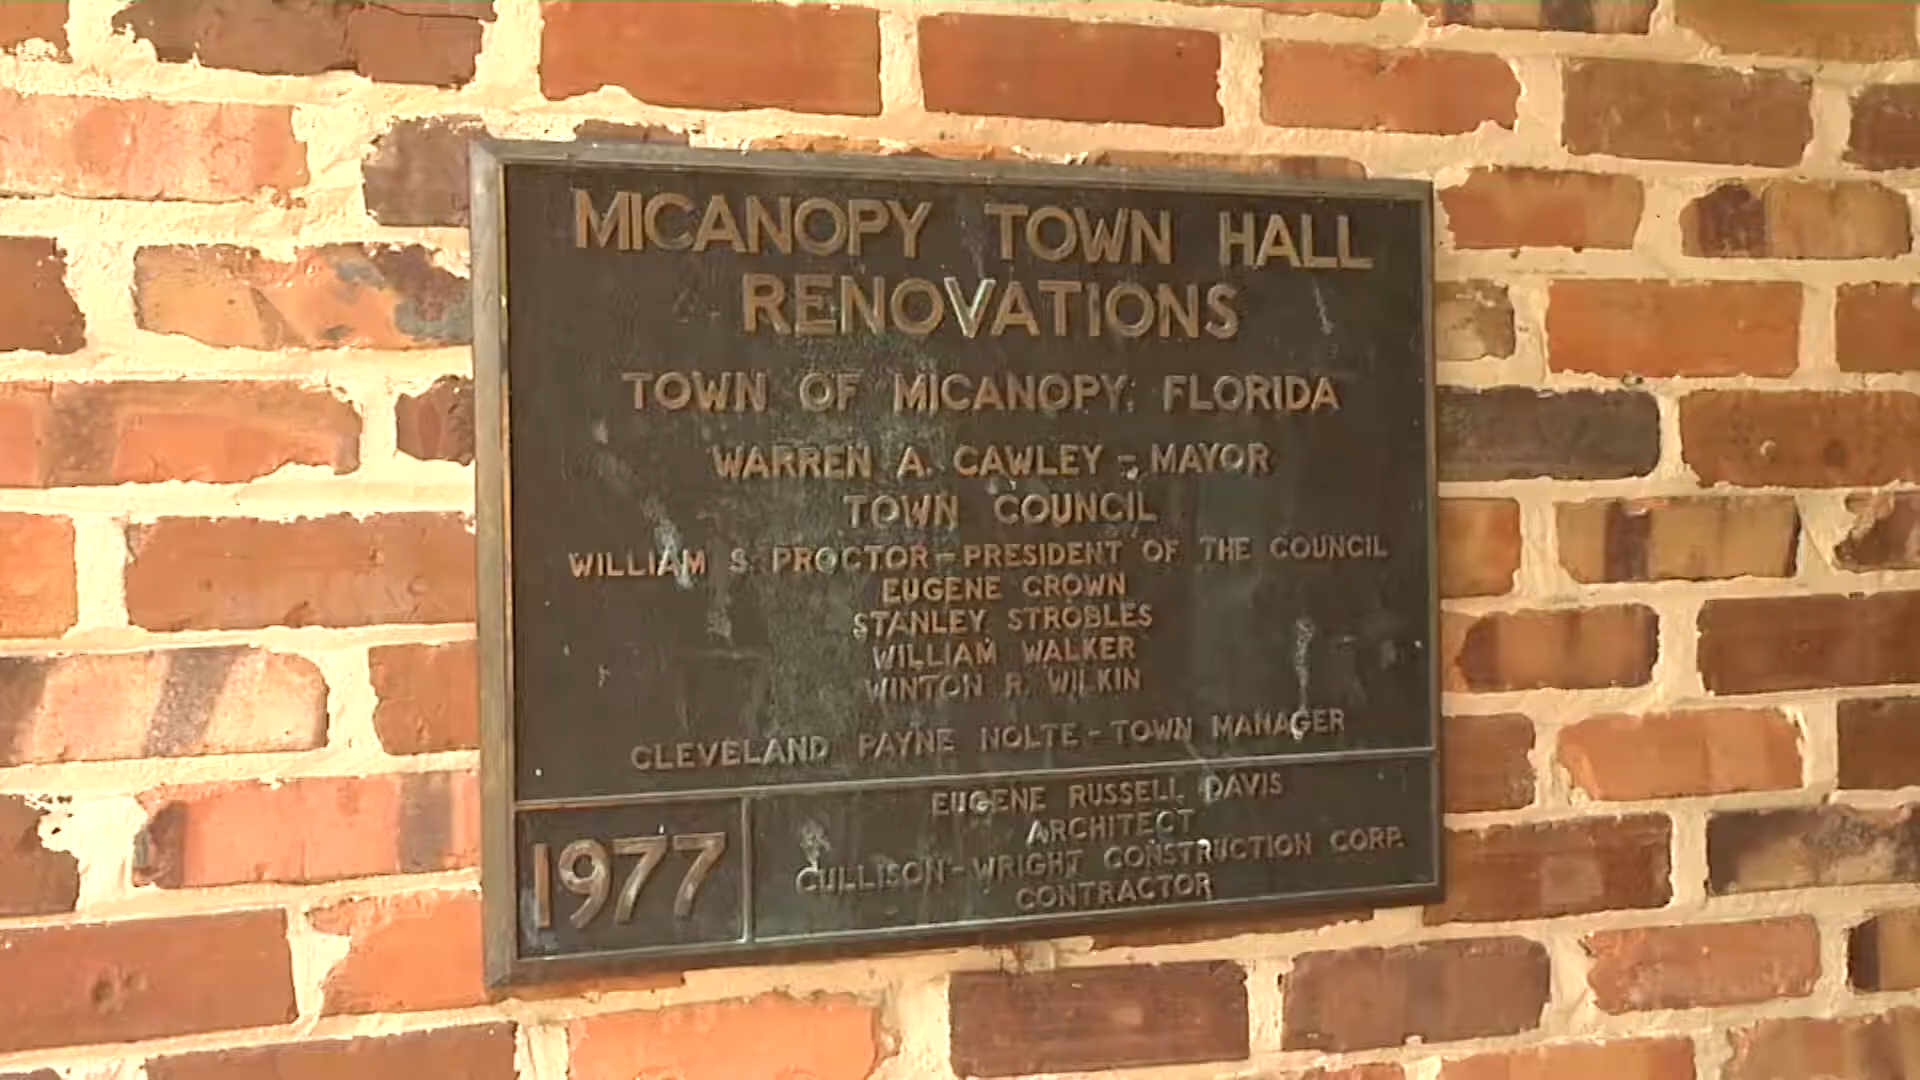 MICANOPY TOWN HALL
RENOVATIONS
TOWN OF MICANOPY, FLORIDA
WARREN A. CAWLEY - MAYOR
TOWN COUNCIL
WILLIAM S. PROCTOR - PRESIDENT OF THE COUNCIL
EUGENE CROWN
STANLEY STROBLES
WILLIAM WALKER
WINTON R. WILKIN
CLEVELAND PAYNE NOLTE - TOWN MANAGER
EUGENE RUSSELL DAVIS
ARCHITECT
CULLISON-WRIGHT CONSTRUCTION CORP.
CONTRACTOR
1977